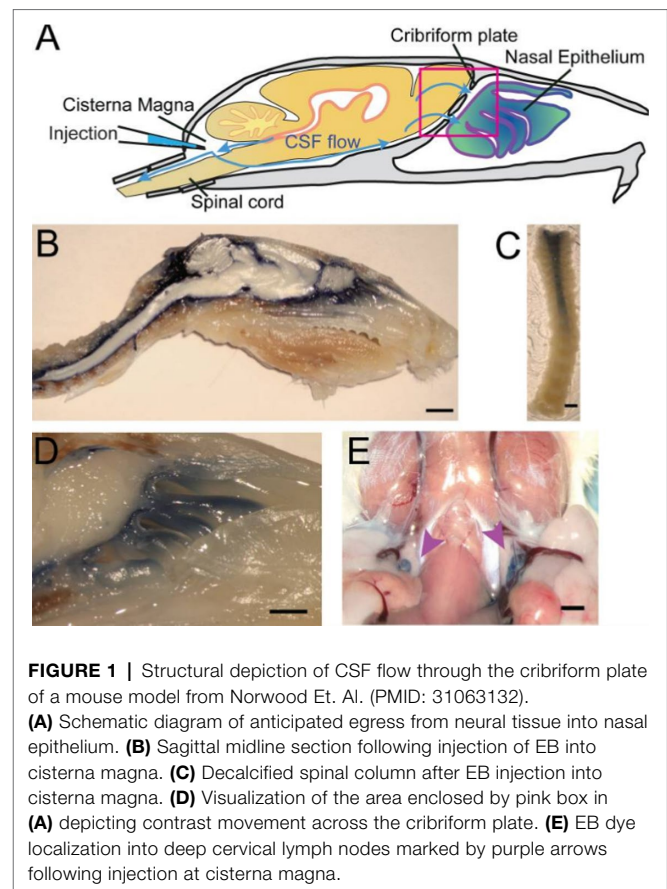 A
Cribriform plate
Nasal Epithelium
Cisterna Magna
Injection
CSF flow
Spinal cord
B
C
D
E
FIGURE 1 | Structural depiction of CSF flow through the cribriform plate
of a mouse model from Norwood Et. Al. (PMID: 31063132).
(A) Schematic diagram of anticipated egress from neural tissue into nasal
epithelium. (B) Sagittal midline section following injection of EB into
cisterna magna. (C) Decalcified spinal column after EB injection into
cisterna magna. (D) Visualization of the area enclosed by pink box in
(A) depicting contrast movement across the cribriform plate. (E) EB dye
localization into deep cervical lymph nodes marked by purple arrows
following injection at cisterna magna.